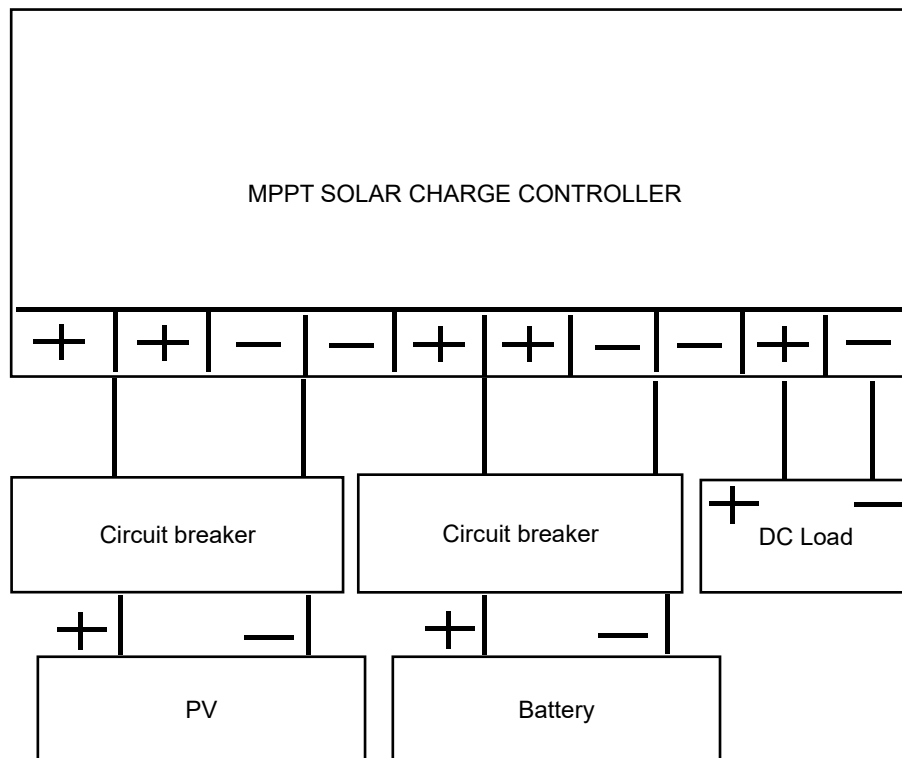 MPPT SOLAR CHARGE CONTROLLER
+ + — — + + — — + —
Circuit breaker
Circuit breaker
+ —
DC Load
+ — + —
PV
Battery